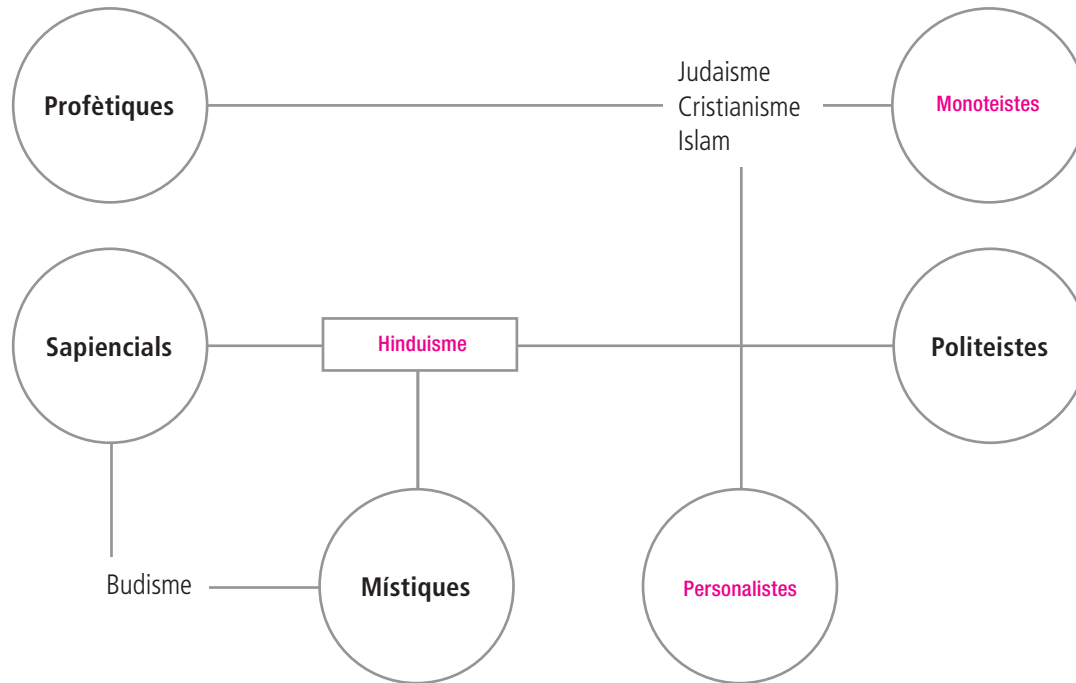 Profètiques
Judaisme
Cristianisme
Islam
Monoteistes
Sapiencials
Hinduisme
Politeistes
Budisme
Místiques
Personalistes